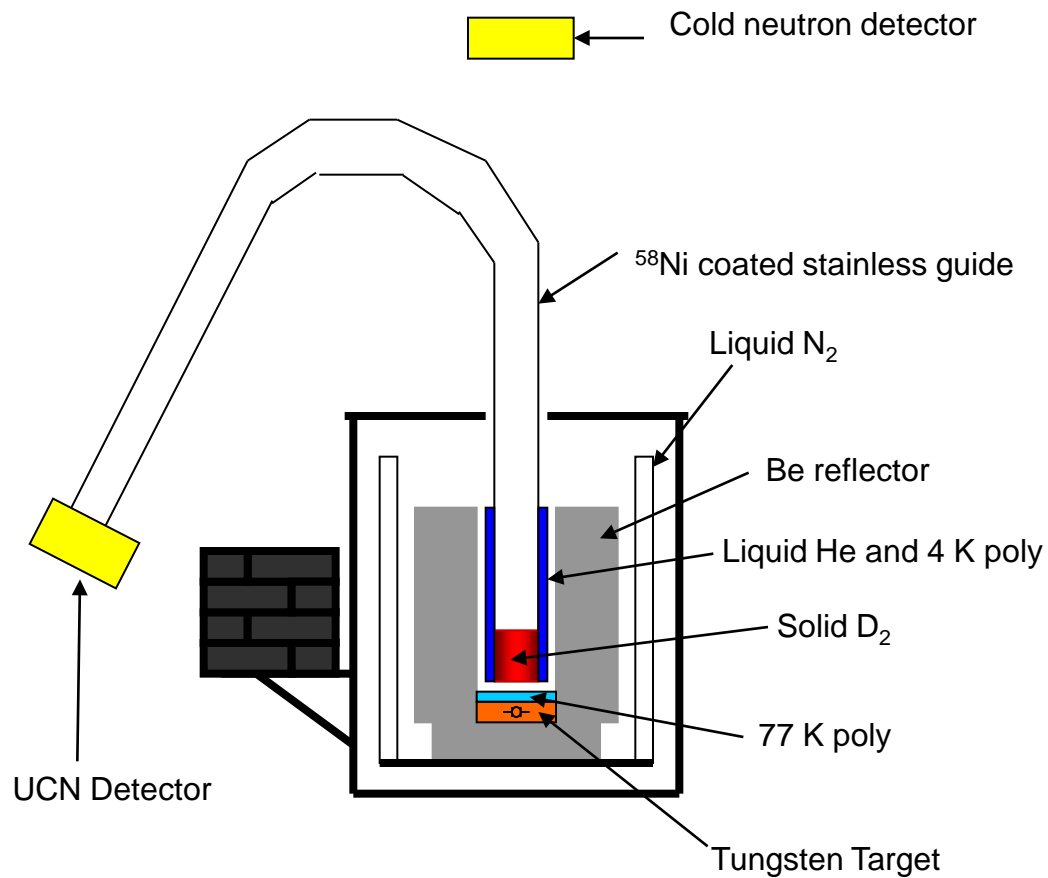 Cold neutron detector
⁵⁸Ni coated stainless guide
Liquid N₂
Be reflector
Liquid He and 4 K poly
Solid D₂
77 K poly
UCN Detector
Tungsten Target